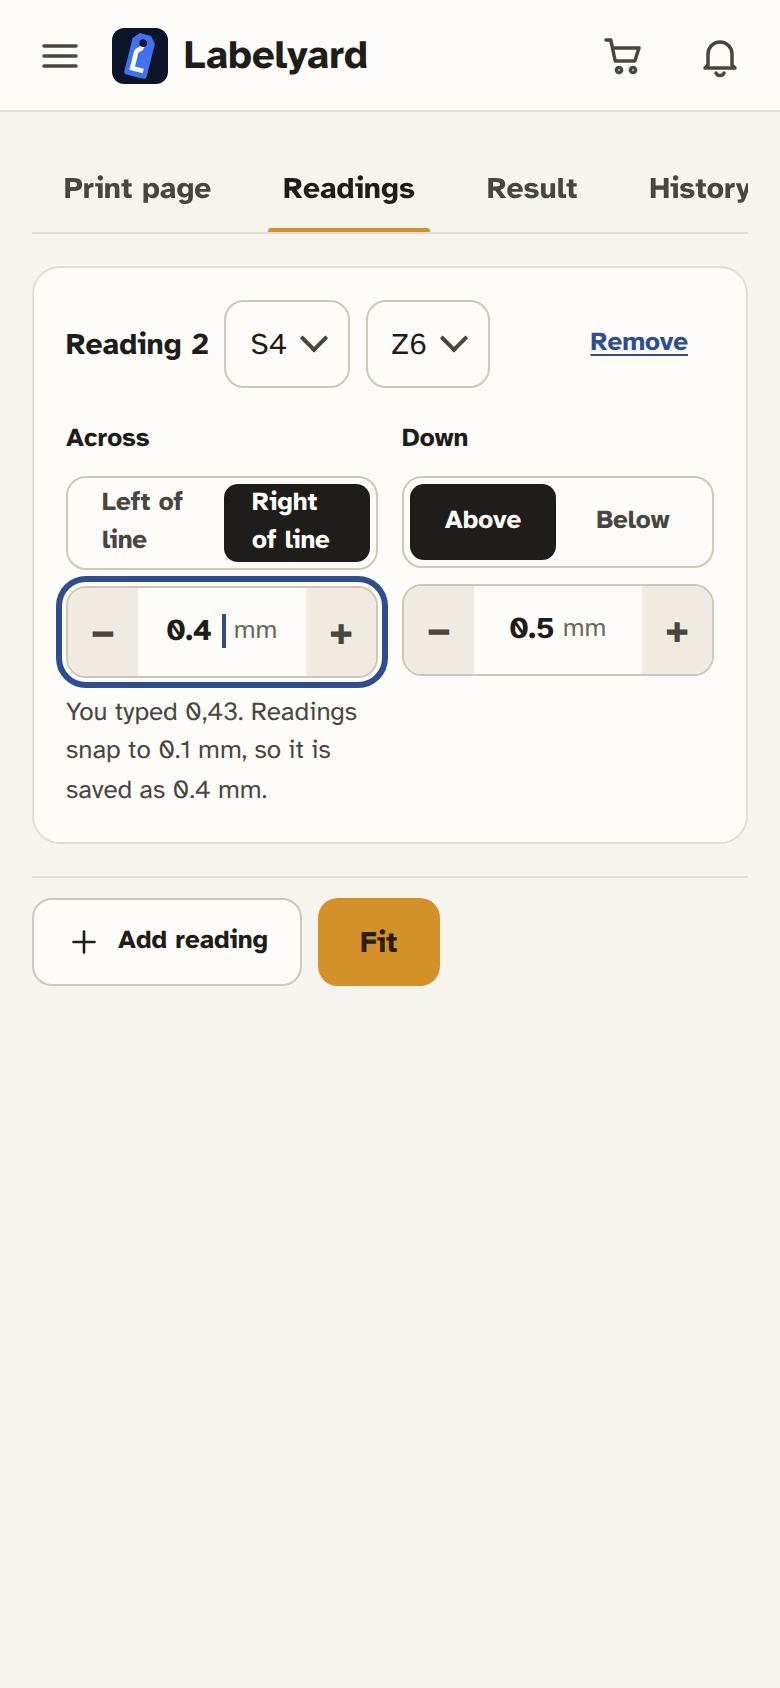 Labelyard
Print page Readings Result History
Reading 2 S4 Z6 Remove
Across Down
Left of line Right of line Above Below
− 0.4 mm + − 0.5 mm +
You typed 0,43. Readings
snap to 0.1 mm, so it is
saved as 0.4 mm.
+ Add reading Fit